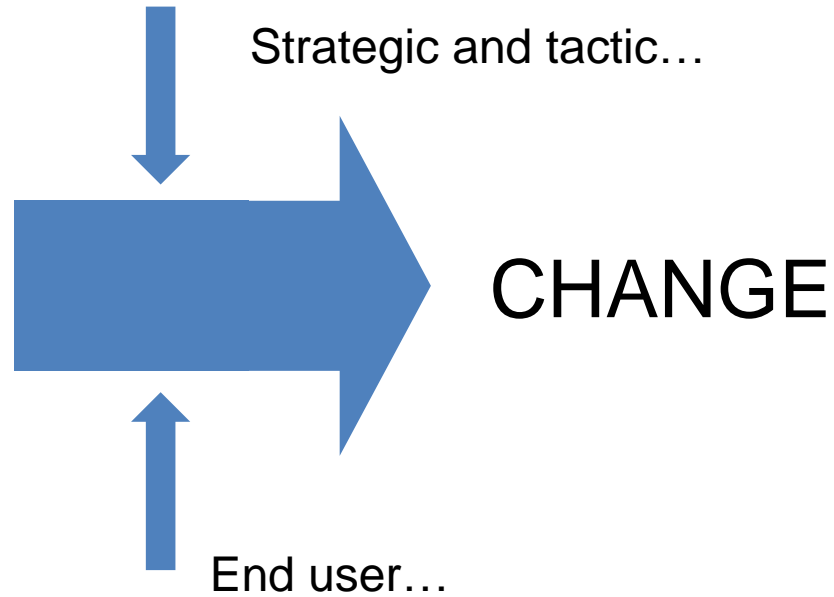 Strategic and tactic…
CHANGE
End user…